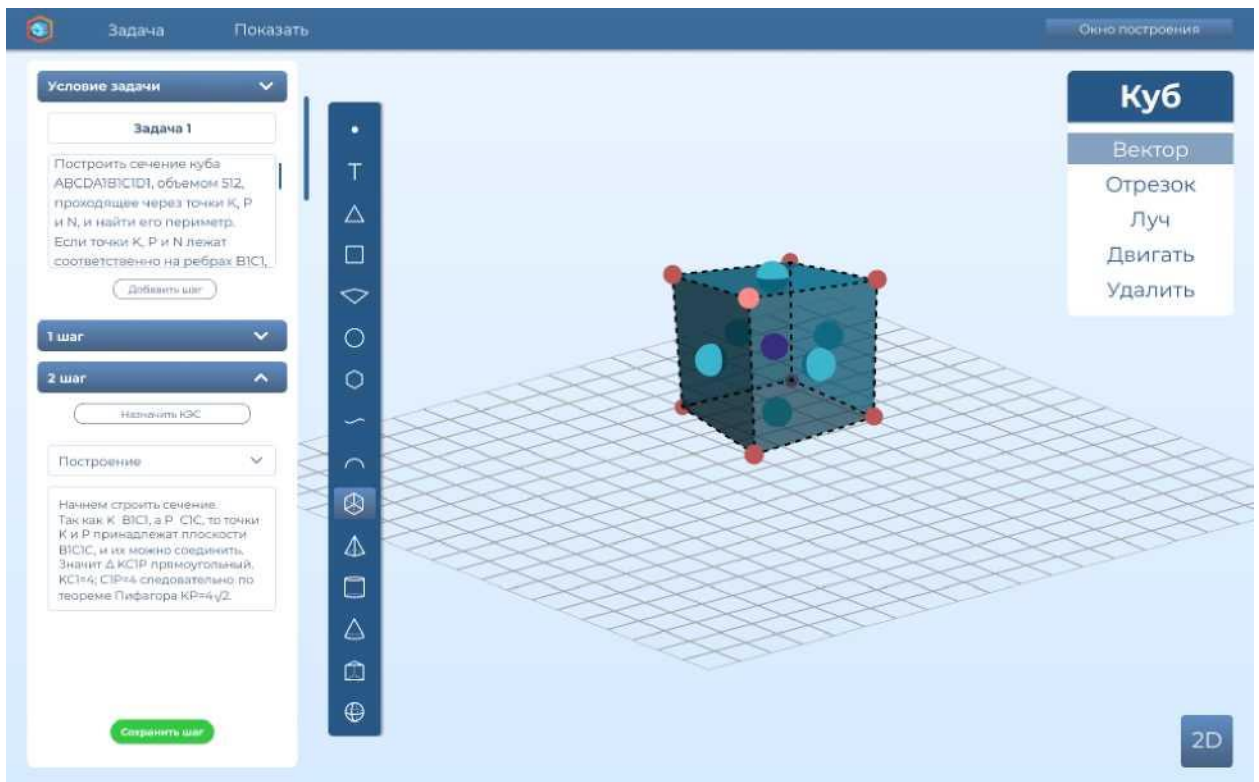 Задача
Показать
Окно построения
Условие задачи
Задача 1
Построить сечение куба
ABCDA1B1C1D1, объемом 512,
проходящее через точки K, P
и N, и найти его периметр.
Если точки K, P и N лежат
соответственно на ребрах B1C1,
Добавить шаг
1 шаг
2 шаг
Назначить КЭС
Построение
Начнем строить сечение.
Так как K B1C1, а P C1C, то точки
K и P принадлежат плоскости
B1C1C, и их можно соединить.
Значит Δ KC1P прямоугольный.
KC1=4; C1P=4 следовательно по
теореме Пифагора KP=4√2.
Сохранить шаг
T
Куб
Вектор
Отрезок
Луч
Двигать
Удалить
2D